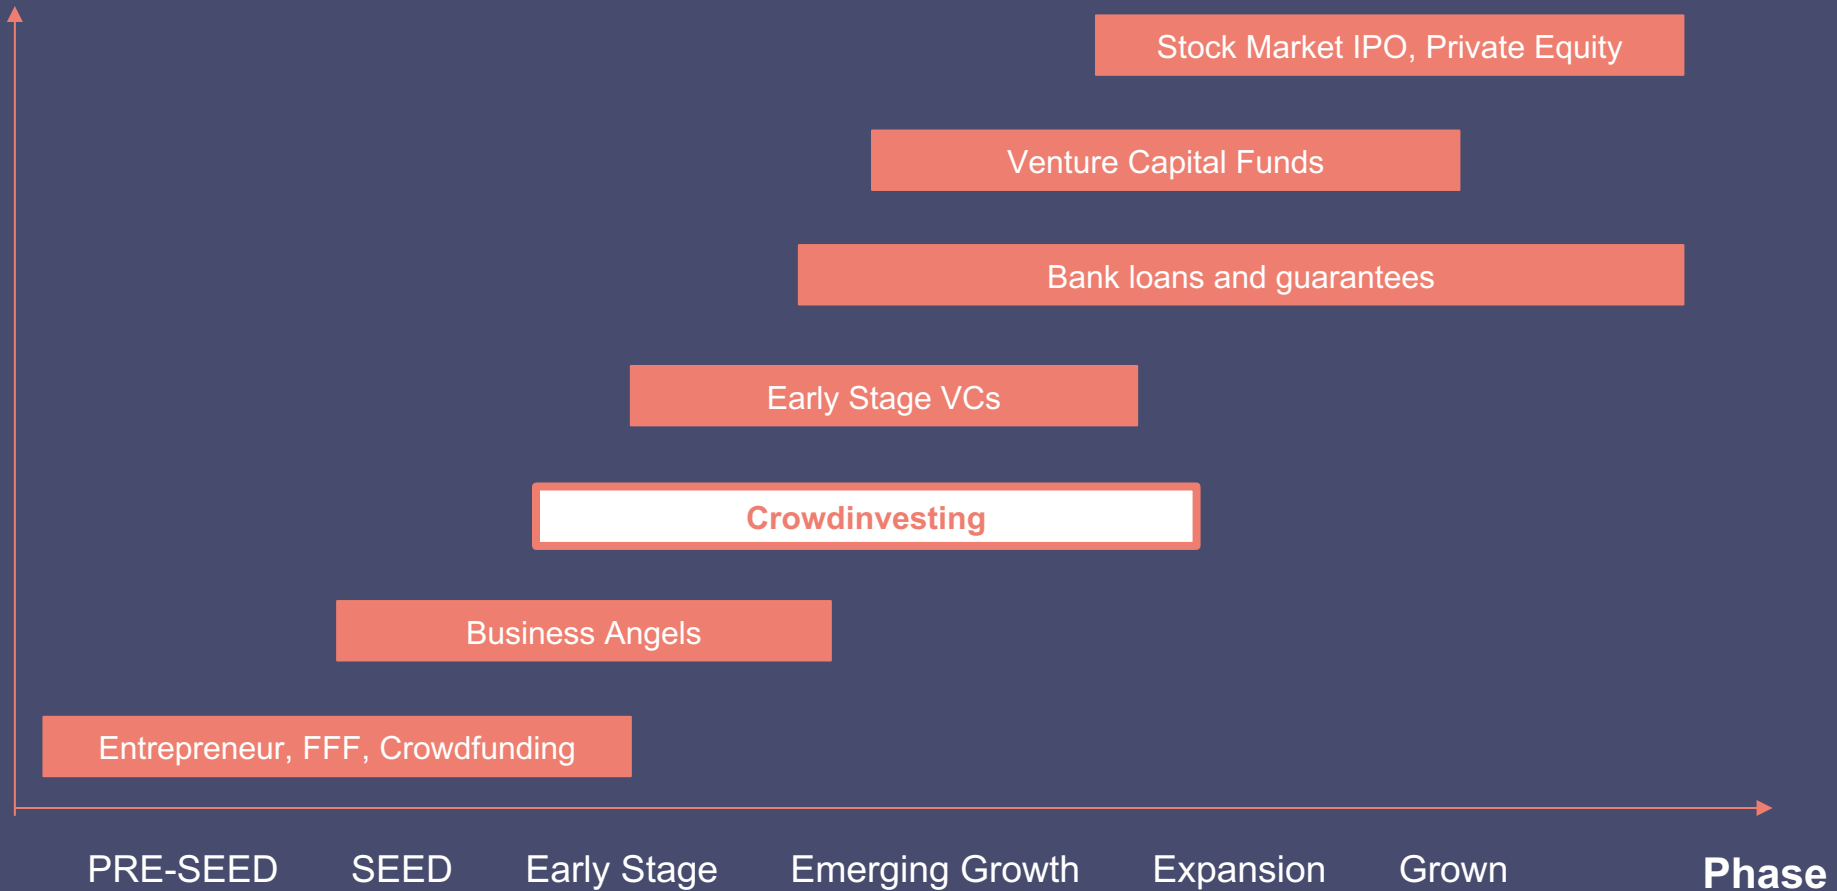 Stock Market IPO, Private Equity
Venture Capital Funds
Bank loans and guarantees
Early Stage VCs
Crowdinvesting
Business Angels
Entrepreneur, FFF, Crowdfunding
PRE-SEED SEED Early Stage Emerging Growth Expansion Grown Phase